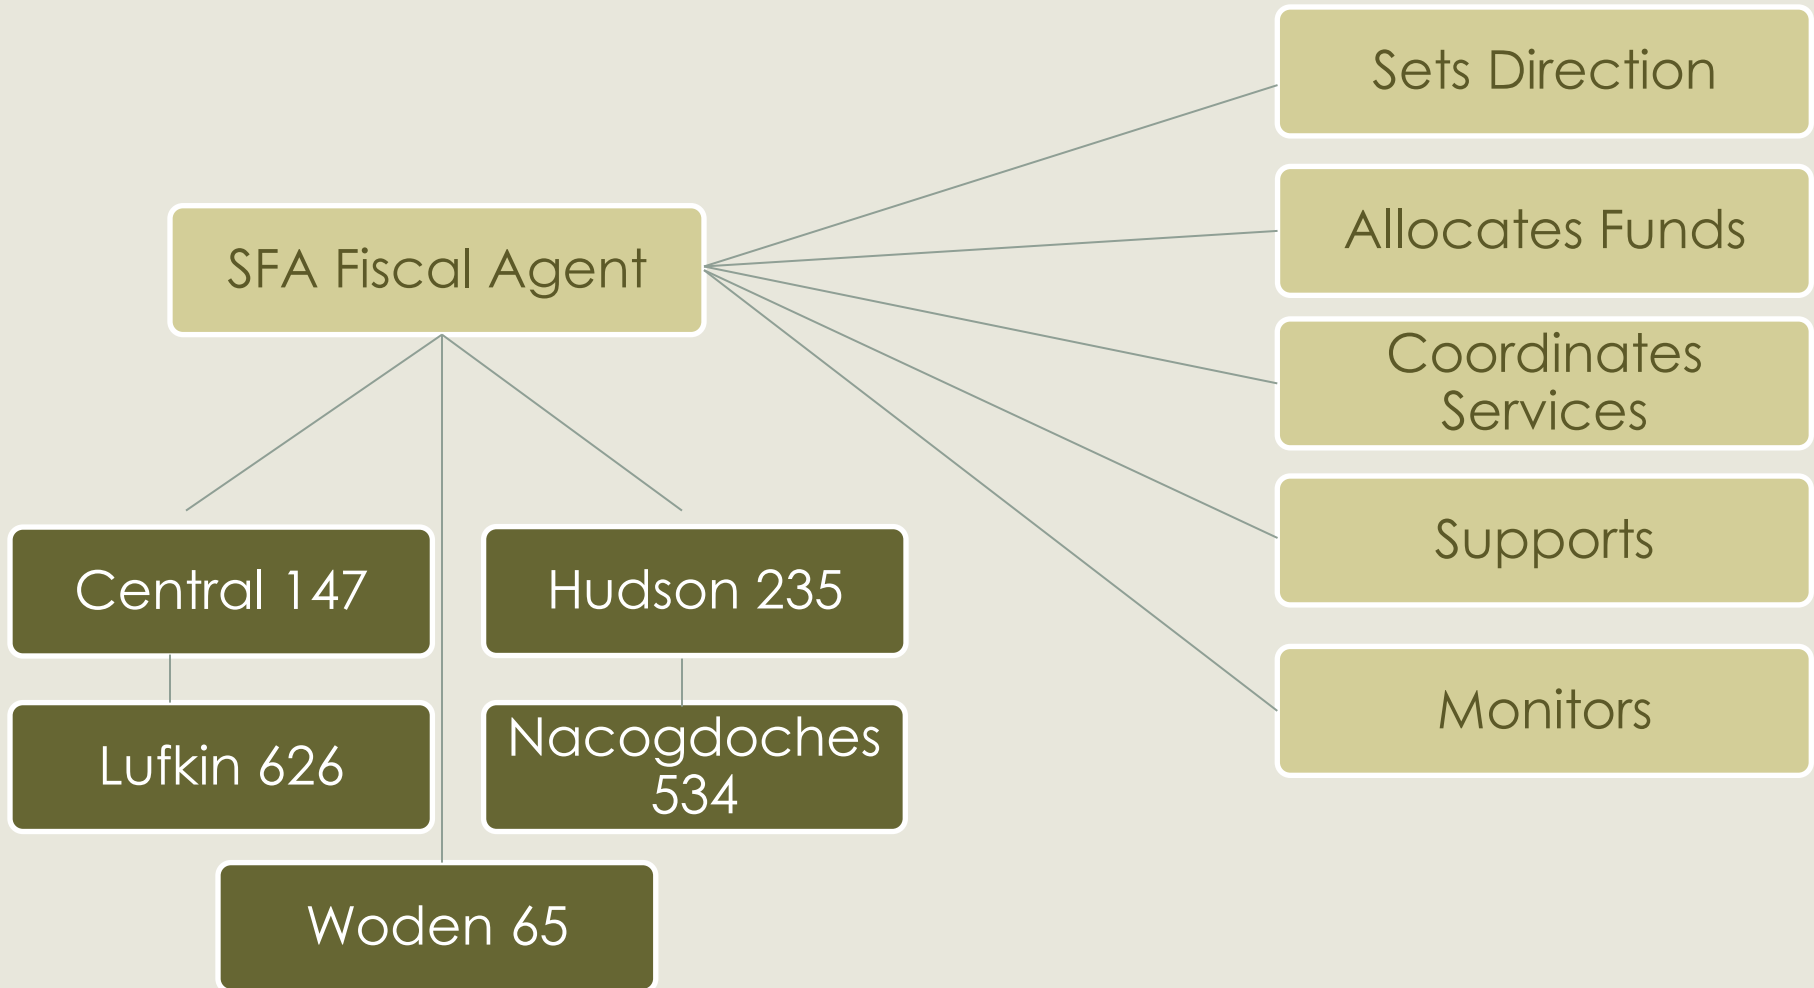 Sets Direction
SFA Fiscal Agent
Allocates Funds
Coordinates
Services
Supports
Monitors
Central 147
Hudson 235
Lufkin 626
Nacogdoches
534
Woden 65